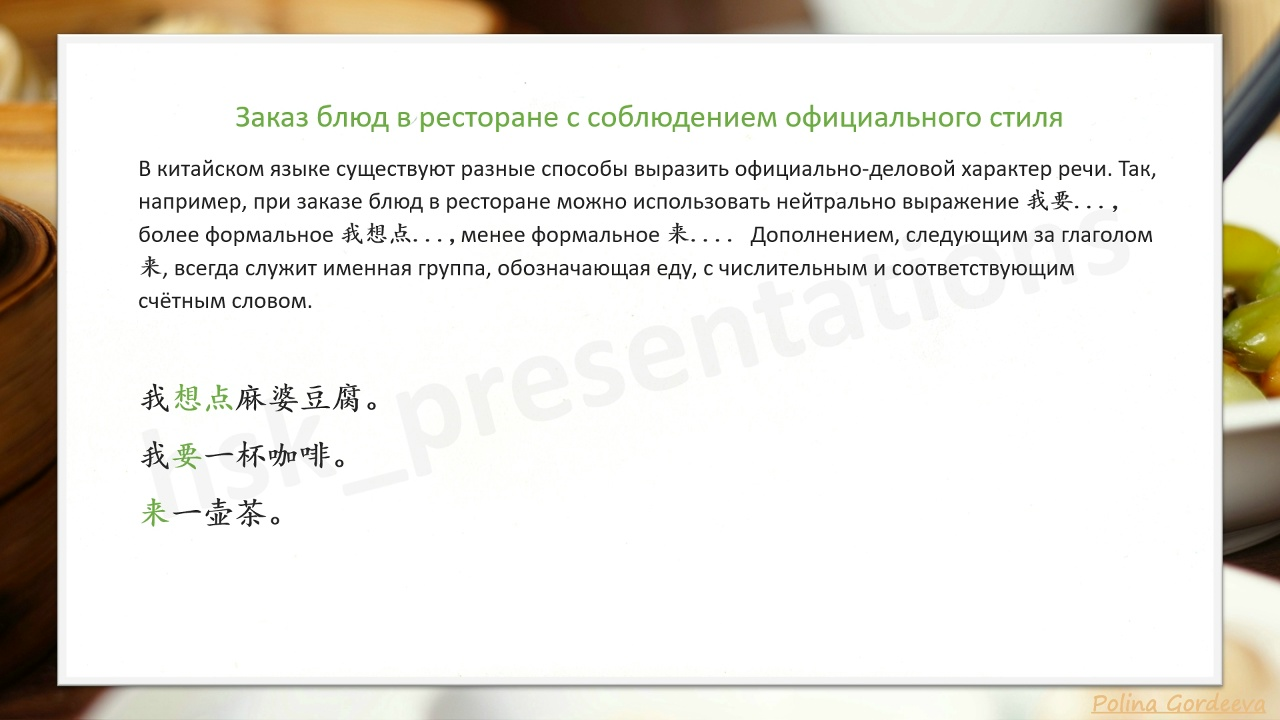 Заказ блюд в ресторане с соблюдением официального стиля
В китайском языке существуют разные способы выразить официально-деловой характер речи. Так,
например, при заказе блюд в ресторане можно использовать нейтрально выражение 我要...,
более формальное 我想点..., менее формальное 来.... Дополнением, следующим за глаголом
来, всегда служит именная группа, обозначающая еду, с числительным и соответствующим
счётным словом.
我想点麻婆豆腐。
我要一杯咖啡。
来一壶茶。
hsk_presentations
Polina Gordeeva